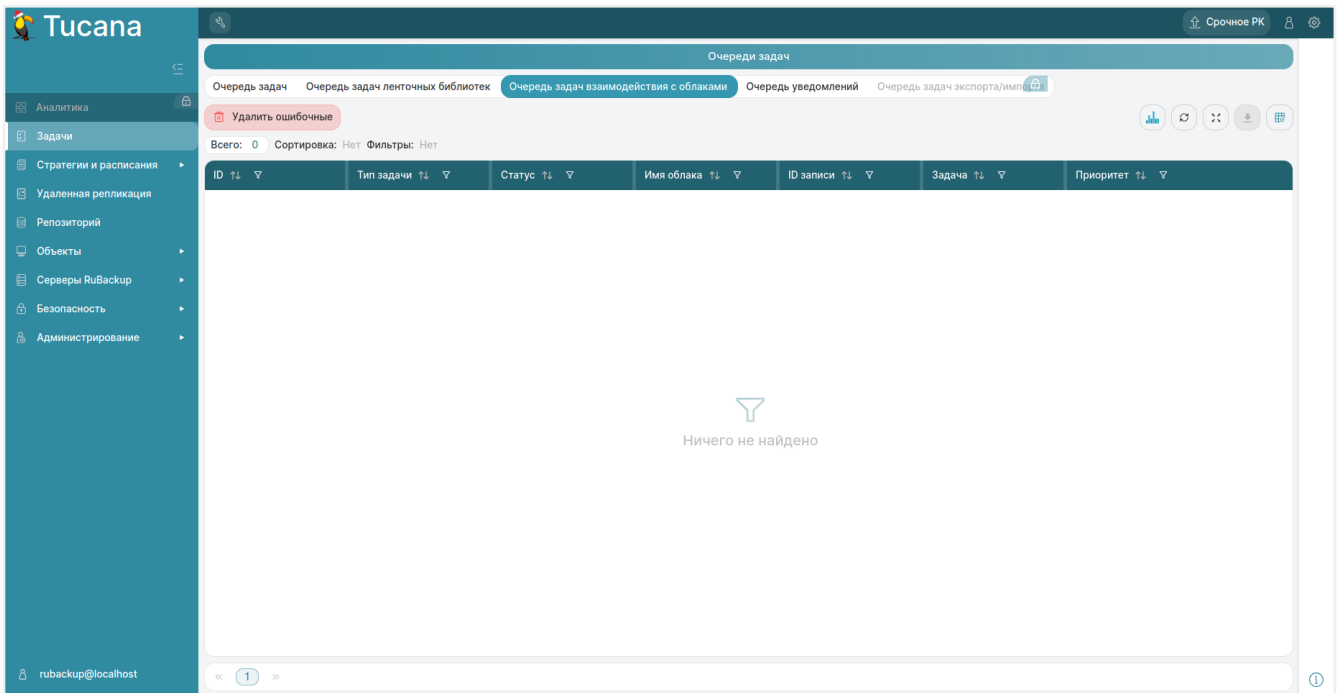 Tucana
Срочное РК
Очереди задач
Очередь задач Очередь задач ленточных библиотек Очередь задач взаимодействия с облаками Очередь уведомлений Очередь задач экспорта/импорта
Аналитика
Удалить ошибочные
Задачи
Всего: 0 Сортировка: Нет Фильтры: Нет
Стратегии и расписания
ID Тип задачи Статус Имя облака ID записи Задача Приоритет
Удаленная репликация
Репозиторий
Объекты
Серверы RuBackup
Безопасность
Администрирование
Ничего не найдено
rubackup@localhost
« 1 »